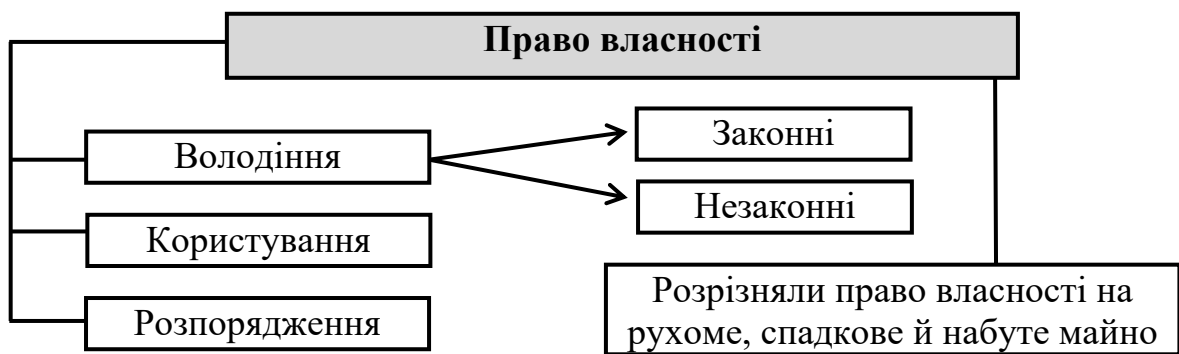 Право власності
Володіння
Законні
Незаконні
Користування
Розпорядження
Розрізняли право власності на
рухоме, спадкове й набуте майно